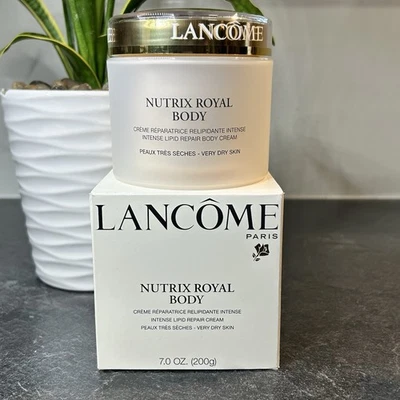 LANCÔME
NUTRIX ROYAL
BODY
CRÈME RÉPARATRICE RELIPIDANTE INTENSE
INTENSE LIPID REPAIR BODY CREAM
PEAUX TRÈS SÈCHES - VERY DRY SKIN
LANCÔME
PARIS
NUTRIX ROYAL
BODY
CRÈME RÉPARATRICE RELIPIDANTE INTENSE
INTENSE LIPID REPAIR CREAM
PEAUX TRÈS SÈCHES - VERY DRY SKIN
7.0 OZ. (200g)